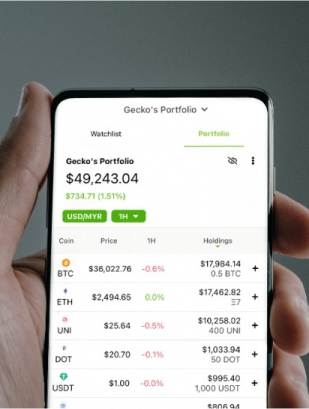 Gecko's Portfolio
Watchlist Portfolio
Gecko's Portfolio
$49,243.04
$734.71 (1.51%)
USD/MYR 1H
Coin Price 1H Holdings
BTC $36,022.76 -0.6% $17,984.14 +
0.5 BTC
ETH $2,494.65 0.0% $17,462.82 +
Ξ7
UNI $25.64 -0.5% $10,258.02 +
400 UNI
DOT $20.70 -0.1% $1,033.94 +
50 DOT
USDT $1.00 -0.0% $995.40 +
1,000 USDT
$806.94